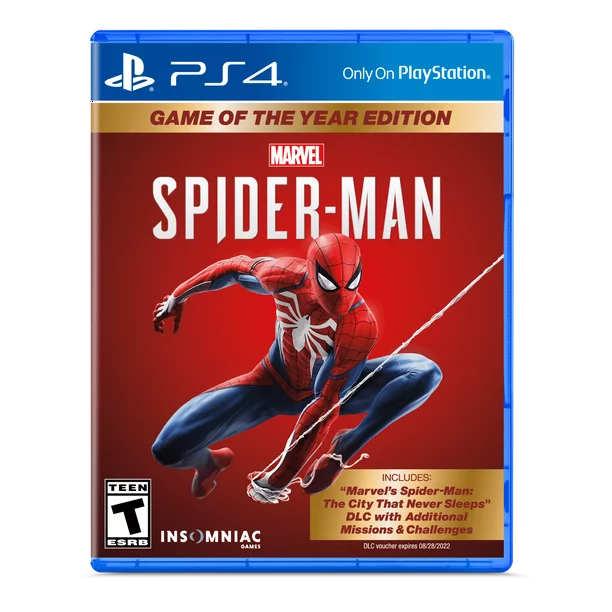 PS4
Only On PlayStation.
GAME OF THE YEAR EDITION
MARVEL
SPIDER-MAN
INCLUDES:
“Marvel's Spider-Man:
The City That Never Sleeps”
DLC with Additional
Missions & Challenges
DLC voucher expires 08/28/2022
TEEN
T
ESRB
INSOMNIAC
GAMES